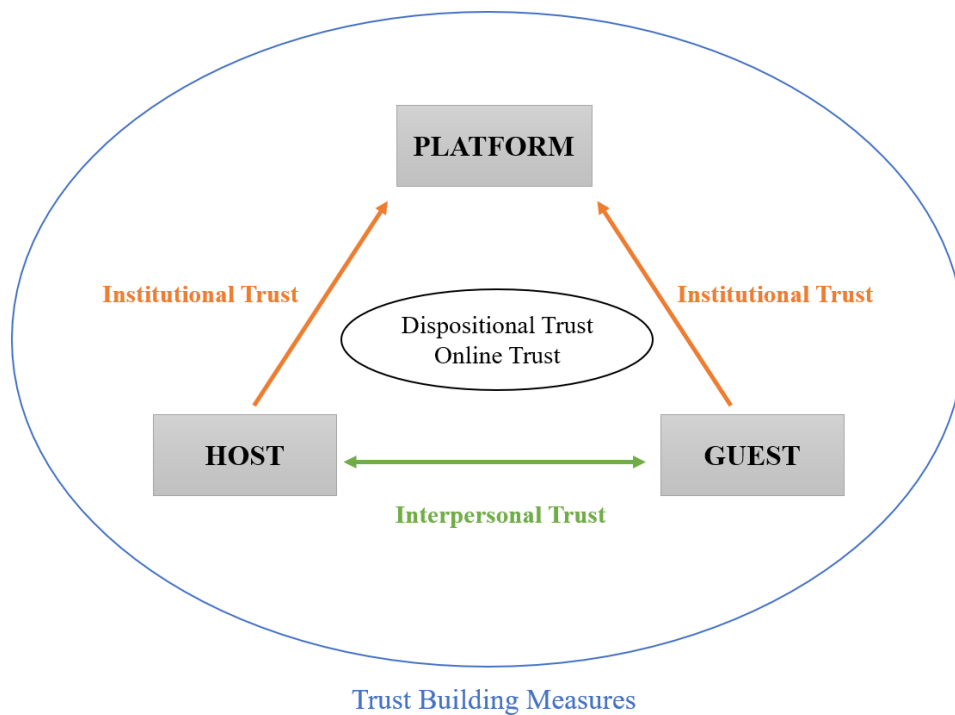 PLATFORM
Institutional Trust
Institutional Trust
Dispositional Trust
Online Trust
HOST
GUEST
Interpersonal Trust
Trust Building Measures